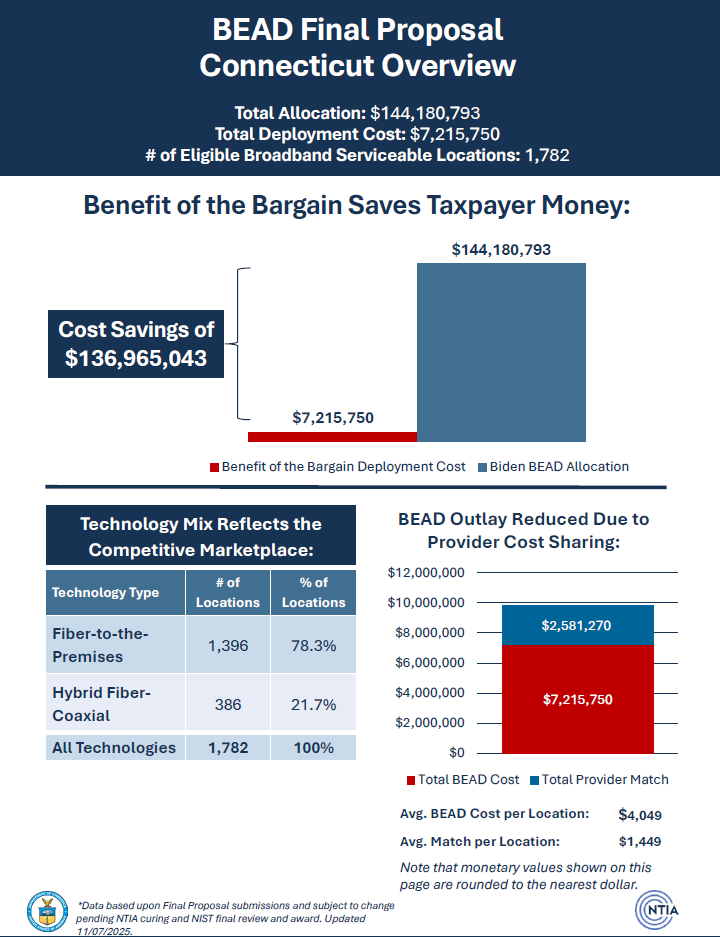 BEAD Final Proposal
Connecticut Overview
Total Allocation: $144,180,793
Total Deployment Cost: $7,215,750
# of Eligible Broadband Serviceable Locations: 1,782
Benefit of the Bargain Saves Taxpayer Money:
$144,180,793
Cost Savings of
$136,965,043
$7,215,750
Benefit of the Bargain Deployment Cost Biden BEAD Allocation
Technology Mix Reflects the
Competitive Marketplace:
Technology Type # of Locations % of Locations
Fiber-to-the-Premises 1,396 78.3%
Hybrid Fiber-Coaxial 386 21.7%
All Technologies 1,782 100%
BEAD Outlay Reduced Due to
Provider Cost Sharing:
$12,000,000
$10,000,000
$8,000,000
$6,000,000
$4,000,000
$2,000,000
$0
$2,581,270
$7,215,750
Total BEAD Cost Total Provider Match
Avg. BEAD Cost per Location: $4,049
Avg. Match per Location: $1,449
Note that monetary values shown on this
page are rounded to the nearest dollar.
*Data based upon Final Proposal submissions and subject to change
pending NTIA curing and NIST final review and award. Updated
11/07/2025.
NTIA